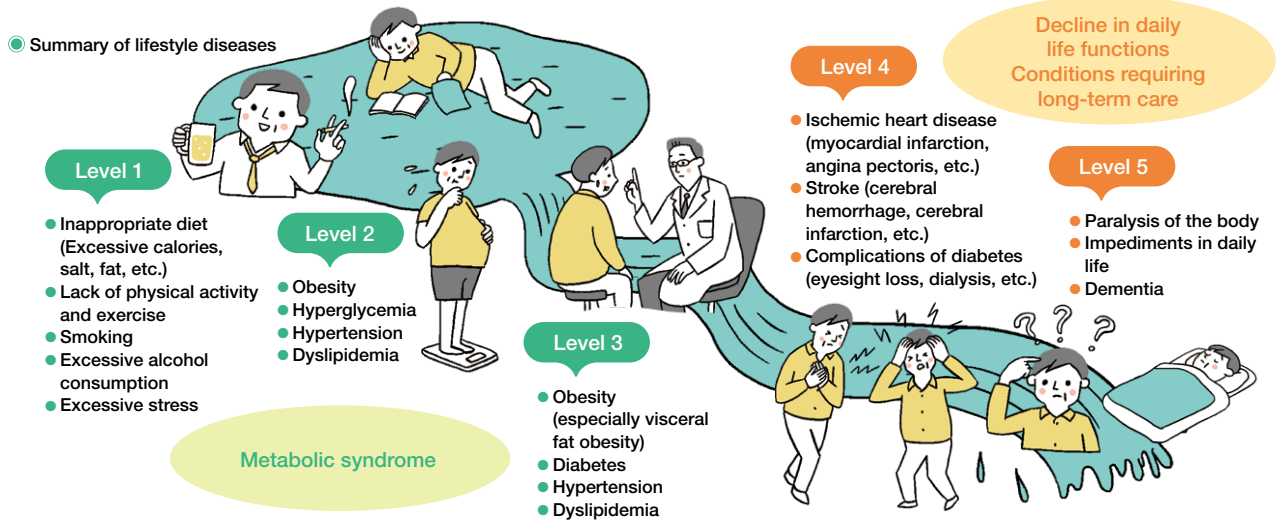 Summary of lifestyle diseases
Level 1
Inappropriate diet
(Excessive calories,
salt, fat, etc.)
Lack of physical activity
and exercise
Smoking
Excessive alcohol
consumption
Excessive stress
Level 2
Obesity
Hyperglycemia
Hypertension
Dyslipidemia
Metabolic syndrome
Level 3
Obesity
(especially visceral
fat obesity)
Diabetes
Hypertension
Dyslipidemia
Level 4
Ischemic heart disease
(myocardial infarction,
angina pectoris, etc.)
Stroke (cerebral
hemorrhage, cerebral
infarction, etc.)
Complications of diabetes
(eyesight loss, dialysis, etc.)
Decline in daily
life functions
Conditions requiring
long-term care
Level 5
Paralysis of the body
Impediments in daily
life
Dementia
? ? ?